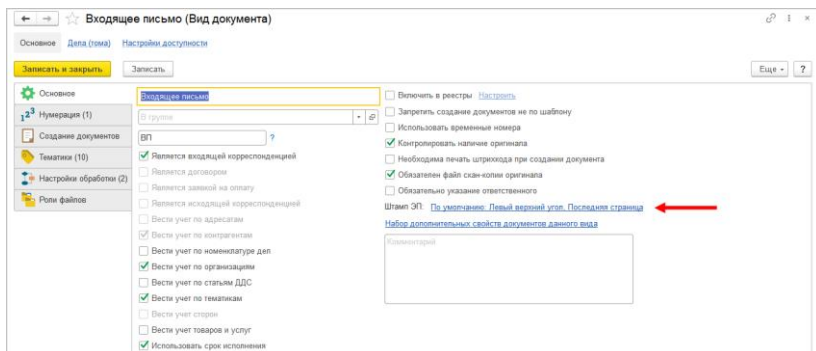 Входящее письмо (Вид документа)
Основное Дела (тома) Настройки доступности
Записать и закрыть Записать Еще ?
Основное
Нумерация (1)
Создание документов
Тематики (10)
Настройки обработки (2)
Роли файлов
Входящее письмо
В группе
ВП ?
Является входящей корреспонденцией
Является договором
Является заявкой на оплату
Является исходящей корреспонденцией
Вести учет по адресатам
Вести учет по контрагентам
Вести учет по номенклатуре дел
Вести учет по организациям
Вести учет по статьям ДДС
Вести учет по тематикам
Вести учет сторон
Вести учет товаров и услуг
Использовать срок исполнения
Включить в реестры Настроить
Запретить создание документов не по шаблону
Использовать временные номера
Контролировать наличие оригинала
Необходима печать штрихкода при создании документа
Обязателен файл скан-копии оригинала
Обязательно указание ответственного
Штамп ЭП: По умолчанию: Левый верхний угол. Последняя страница
Набор дополнительных свойств документов данного вида
Комментарий